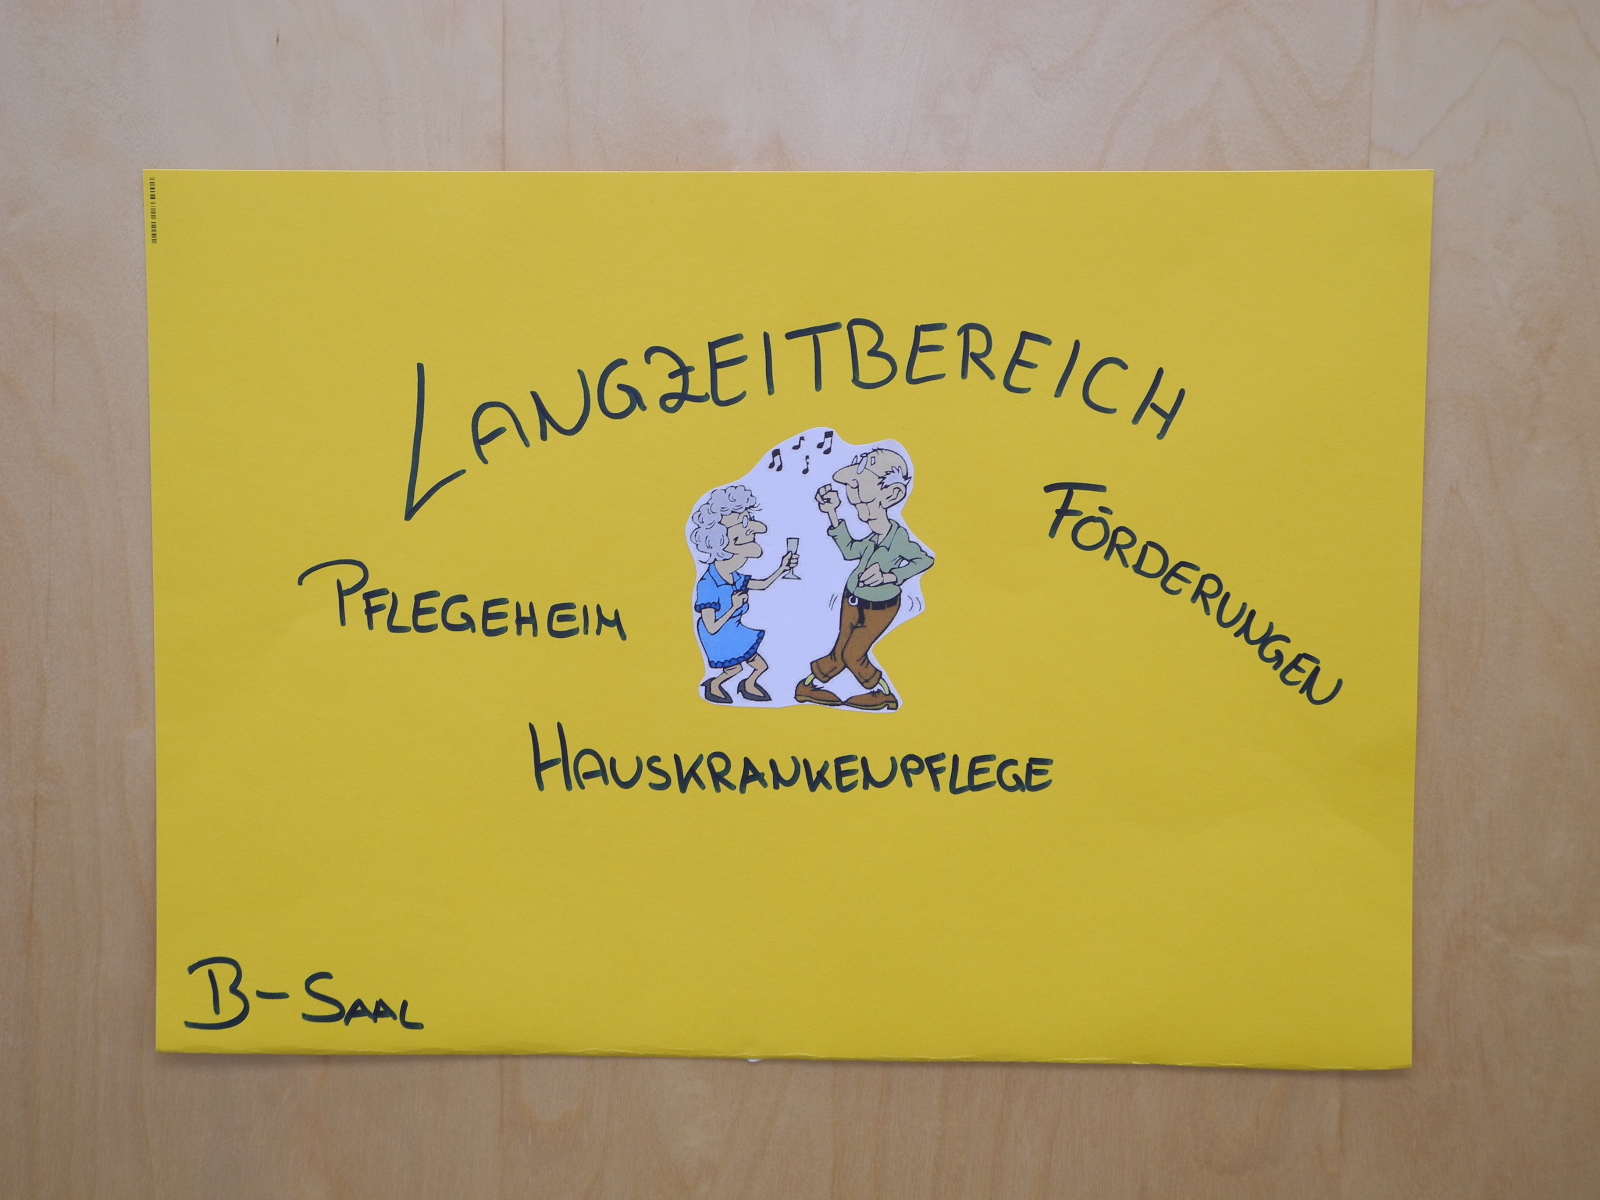 LANGZEITBEREICH
FÖRDERUNGEN
PFLEGEHEIM
HAUSKRANKENPFLEGE
B-SAAL